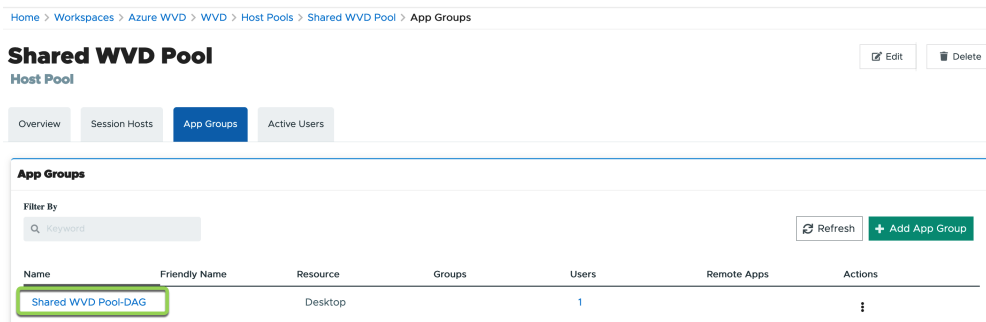 Home > Workspaces > Azure WVD > WVD > Host Pools > Shared WVD Pool > App Groups
Shared WVD Pool
Edit
Delete
Host Pool
Overview
Session Hosts
App Groups
Active Users
App Groups
Filter By
Keyword
Refresh
+ Add App Group
Name Friendly Name Resource Groups Users Remote Apps Actions
Shared WVD Pool-DAG Desktop 1